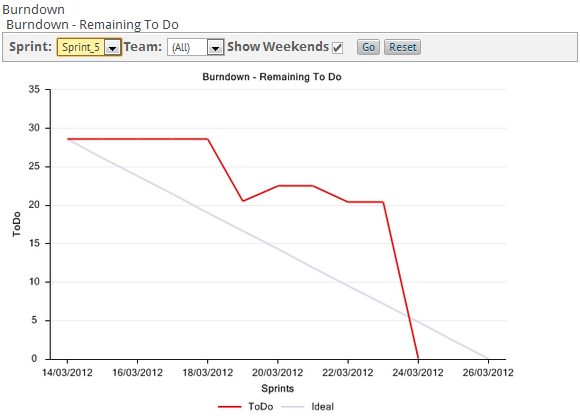 Burndown
Burndown - Remaining To Do
Sprint: Sprint_5 Team: (All) Show Weekends Go Reset
Burndown - Remaining To Do
35
30
25
20
15
10
5
0
ToDo
14/03/2012 16/03/2012 18/03/2012 20/03/2012 22/03/2012 24/03/2012 26/03/2012
Sprints
ToDo Ideal